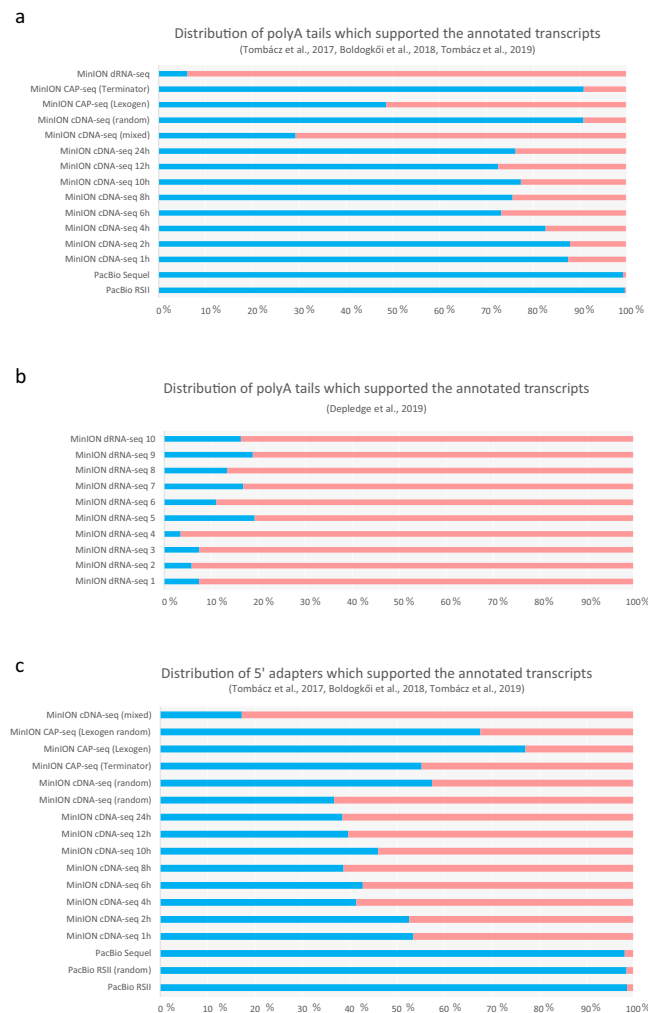 a
Distribution of polyA tails which supported the annotated transcripts
(Tombácz et al., 2017, Boldogkői et al., 2018, Tombácz et al., 2019)
MinION dRNA-seq
MinION CAP-seq (Terminator)
MinION CAP-seq (Lexogen)
MinION cDNA-seq (random)
MinION cDNA-seq (mixed)
MinION cDNA-seq 24h
MinION cDNA-seq 12h
MinION cDNA-seq 10h
MinION cDNA-seq 8h
MinION cDNA-seq 6h
MinION cDNA-seq 4h
MinION cDNA-seq 2h
MinION cDNA-seq 1h
PacBio Sequel
PacBio RSII
0 % 10 % 20 % 30 % 40 % 50 % 60 % 70 % 80 % 90 % 100 %
b
Distribution of polyA tails which supported the annotated transcripts
(Depledge et al., 2019)
MinION dRNA-seq 10
MinION dRNA-seq 9
MinION dRNA-seq 8
MinION dRNA-seq 7
MinION dRNA-seq 6
MinION dRNA-seq 5
MinION dRNA-seq 4
MinION dRNA-seq 3
MinION dRNA-seq 2
MinION dRNA-seq 1
0 % 10 % 20 % 30 % 40 % 50 % 60 % 70 % 80 % 90 % 100 %
c
Distribution of 5' adapters which supported the annotated transcripts
(Tombácz et al., 2017, Boldogkői et al., 2018, Tombácz et al., 2019)
MinION cDNA-seq (mixed)
MinION CAP-seq (Lexogen random)
MinION CAP-seq (Lexogen)
MinION CAP-seq (Terminator)
MinION cDNA-seq (random)
MinION cDNA-seq (random)
MinION cDNA-seq 24h
MinION cDNA-seq 12h
MinION cDNA-seq 10h
MinION cDNA-seq 8h
MinION cDNA-seq 6h
MinION cDNA-seq 4h
MinION cDNA-seq 2h
MinION cDNA-seq 1h
PacBio Sequel
PacBio RSII (random)
PacBio RSII
0 % 10 % 20 % 30 % 40 % 50 % 60 % 70 % 80 % 90 % 100 %